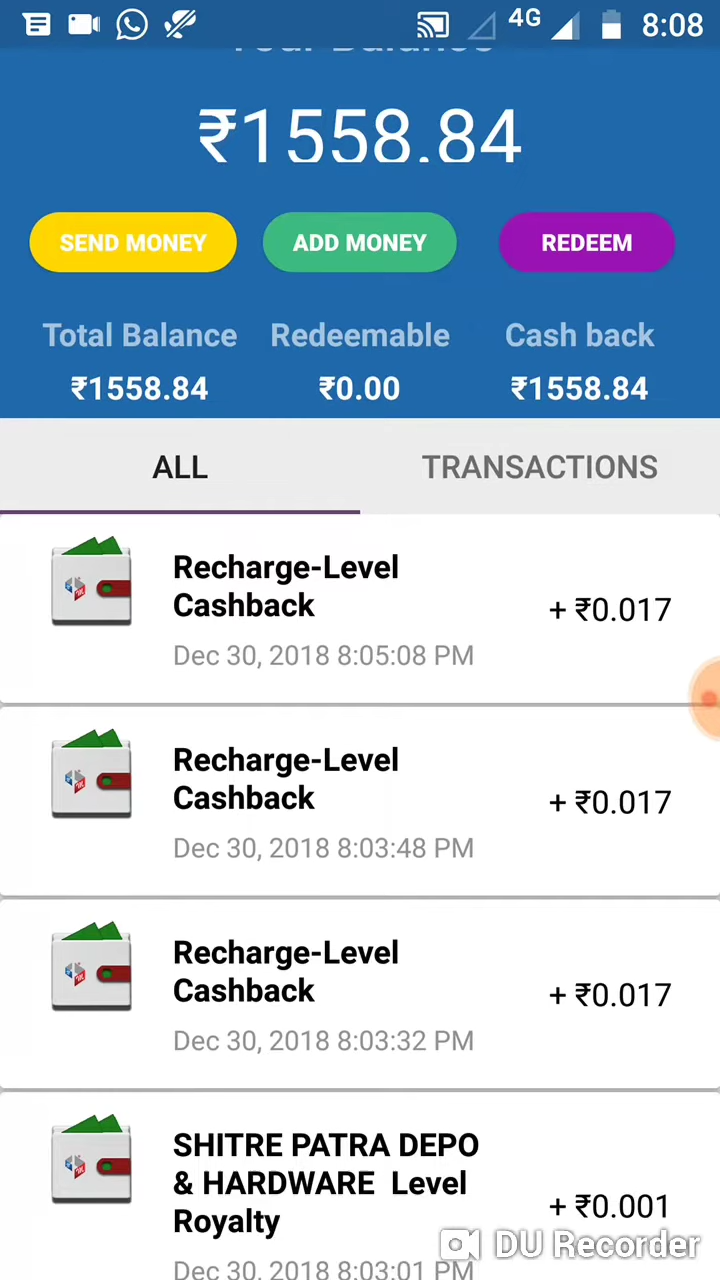 4G 8:08
Your Balance
₹1558.84
SEND MONEY ADD MONEY REDEEM
Total Balance Redeemable Cash back
₹1558.84 ₹0.00 ₹1558.84
ALL TRANSACTIONS
Recharge-Level
Cashback
+ ₹0.017
Dec 30, 2018 8:05:08 PM
Recharge-Level
Cashback
+ ₹0.017
Dec 30, 2018 8:03:48 PM
Recharge-Level
Cashback
+ ₹0.017
Dec 30, 2018 8:03:32 PM
SHITRE PATRA DEPO
& HARDWARE Level
Royalty
+ ₹0.001
DU Recorder
Dec 30, 2018 8:03:01 PM